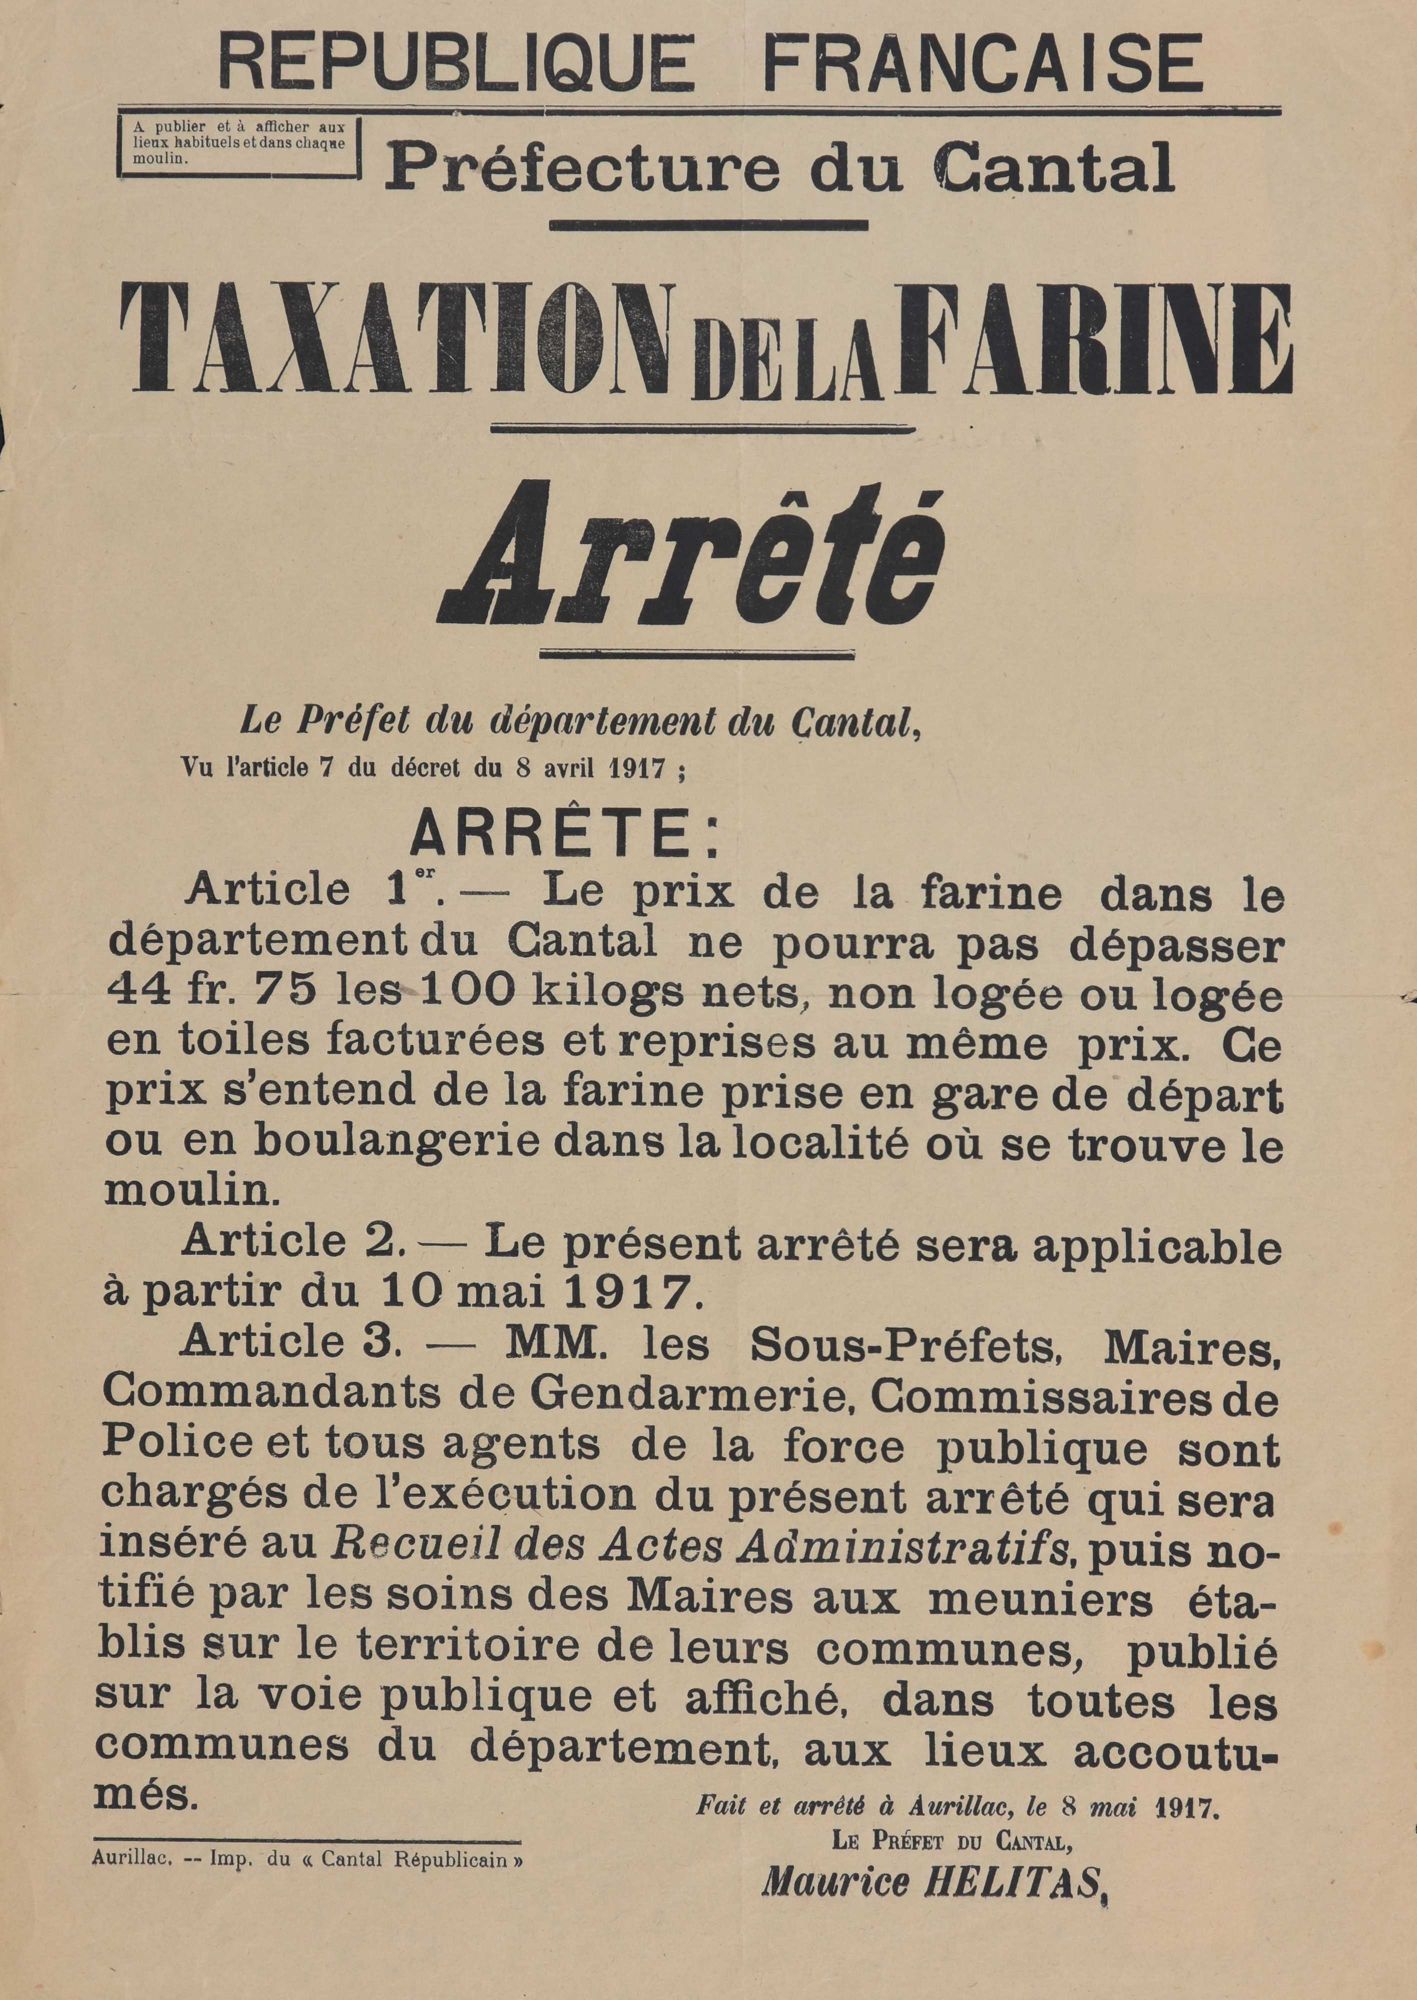 REPUBLIQUE FRANCAISE
A publier et à afficher aux
lieux habituels et dans chaque
moulin.
Préfecture du Cantal
TAXATION DE LA FARINE
Arrêté
Le Préfet du département du Cantal,
Vu l'article 7 du décret du 8 avril 1917 ;
ARRÊTE:
Article 1er. — Le prix de la farine dans le
département du Cantal ne pourra pas dépasser
44 fr. 75 les 100 kilogs nets, non logée ou logée
en toiles facturées et reprises au même prix. Ce
prix s'entend de la farine prise en gare de départ
ou en boulangerie dans la localité où se trouve le
moulin.
Article 2. — Le présent arrêté sera applicable
à partir du 10 mai 1917.
Article 3. — MM. les Sous-Préfets, Maires,
Commandants de Gendarmerie, Commissaires de
Police et tous agents de la force publique sont
chargés de l'exécution du présent arrêté qui sera
inséré au Recueil des Actes Administratifs, puis no-
tifié par les soins des Maires aux meuniers éta-
blis sur le territoire de leurs communes, publié
sur la voie publique et affiché, dans toutes les
communes du département, aux lieux accoutu-
més.
Fait et arrêté à Aurillac, le 8 mai 1917.
LE PRÉFET DU CANTAL,
Maurice HELITAS,
Aurillac. -- Imp. du « Cantal Républicain »